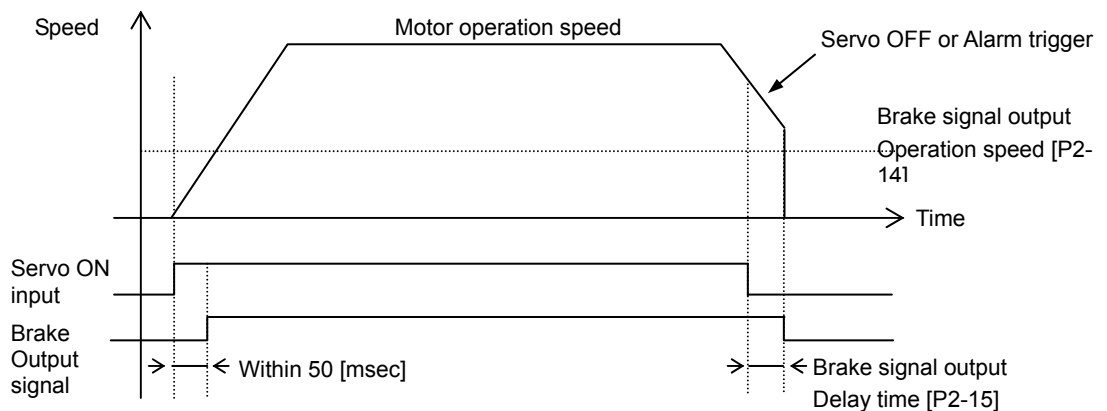 Speed
Motor operation speed
Servo OFF or Alarm trigger
Brake signal output
Operation speed [P2-
14]
Time
Servo ON
input
Brake
Output
signal
Within 50 [msec]
Brake signal output
Delay time [P2-15]